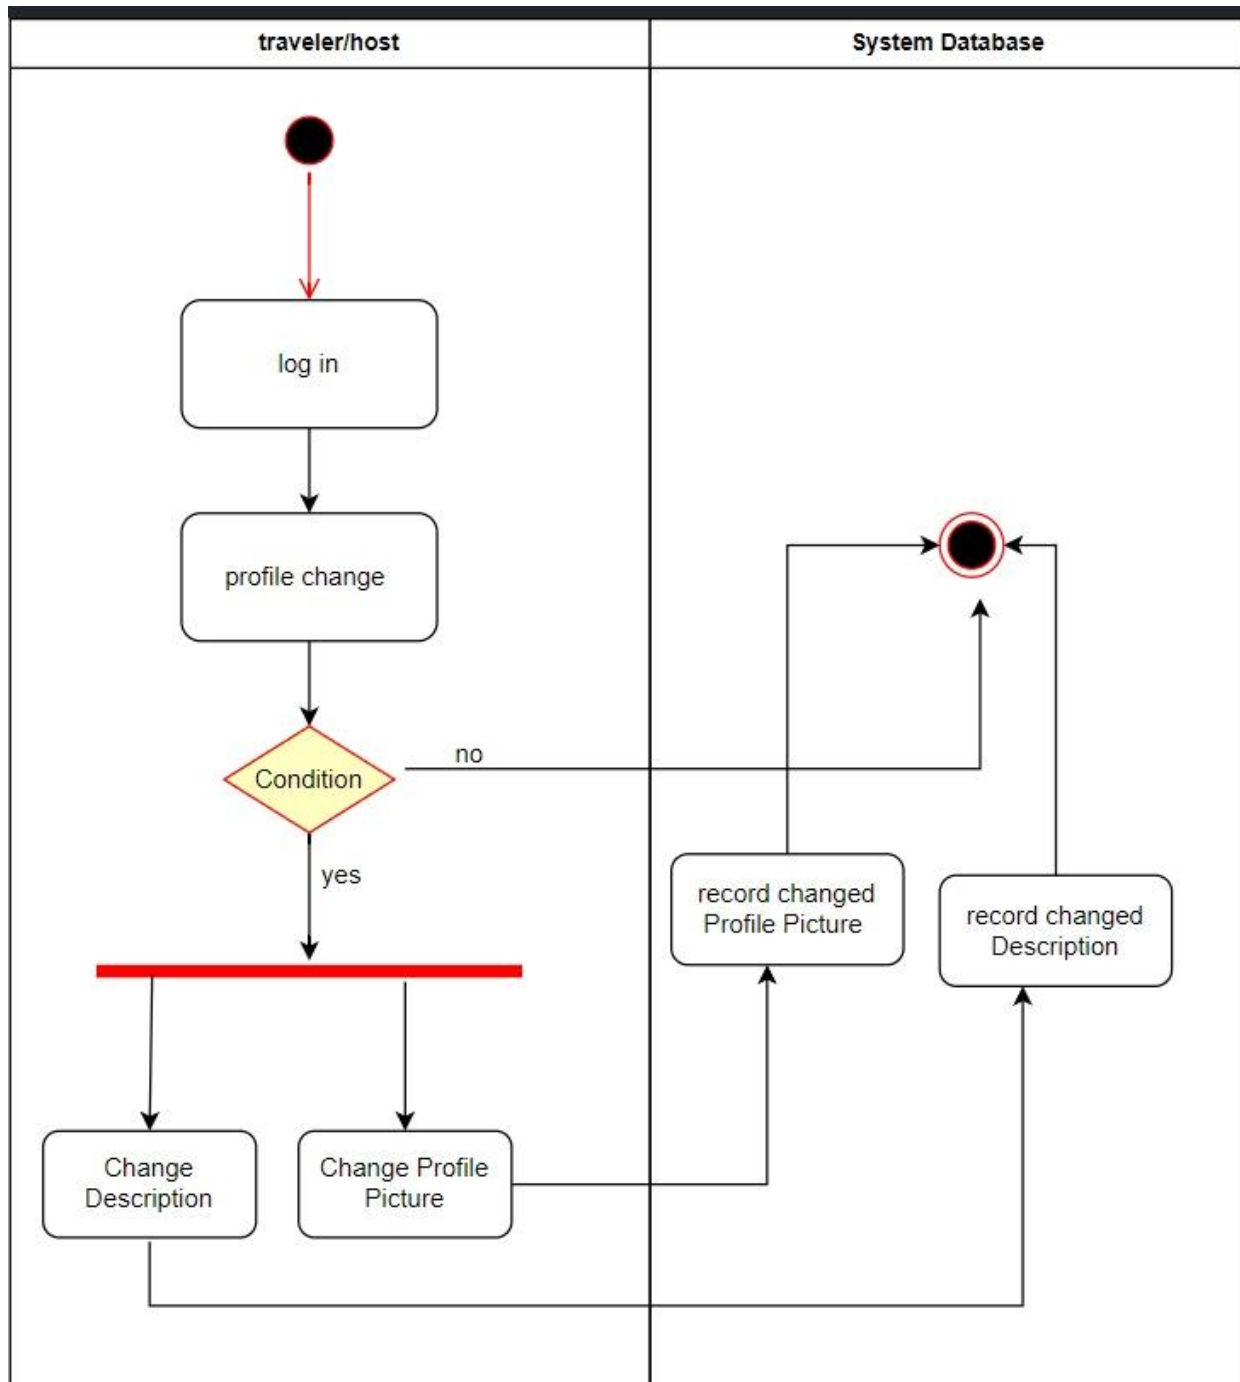 traveler/host
System Database
log in
profile change
Condition
no
yes
record changed
Profile Picture
record changed
Description
Change
Description
Change Profile
Picture